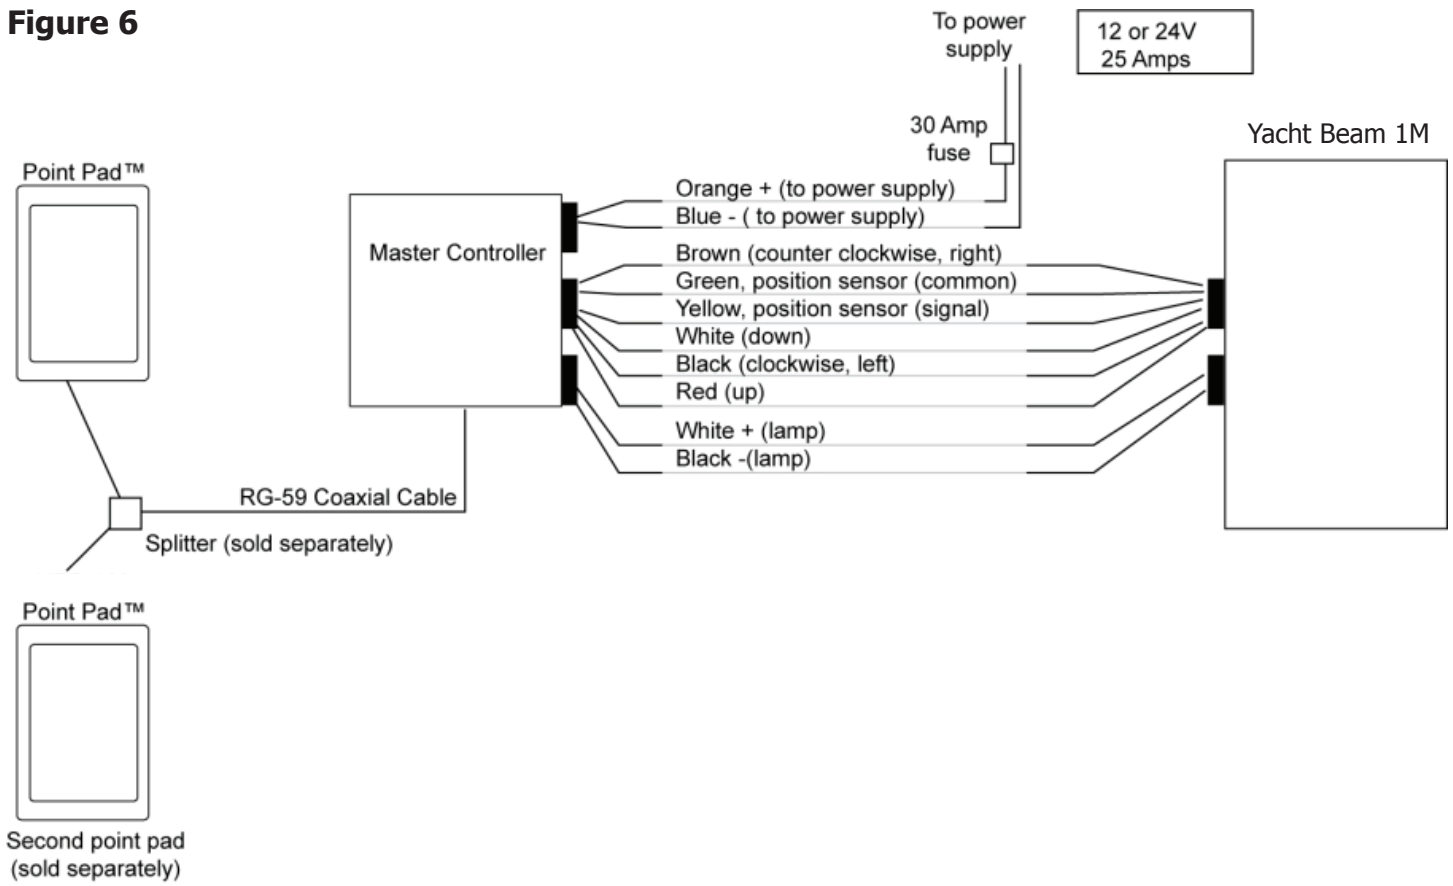 Figure 6
To power
supply
12 or 24V
25 Amps
30 Amp
fuse
Yacht Beam 1M
Point Pad™
Master Controller
Orange + (to power supply)
Blue - ( to power supply)
Brown (counter clockwise, right)
Green, position sensor (common)
Yellow, position sensor (signal)
White (down)
Black (clockwise, left)
Red (up)
White + (lamp)
Black -(lamp)
RG-59 Coaxial Cable
Splitter (sold separately)
Point Pad™
Second point pad
(sold separately)